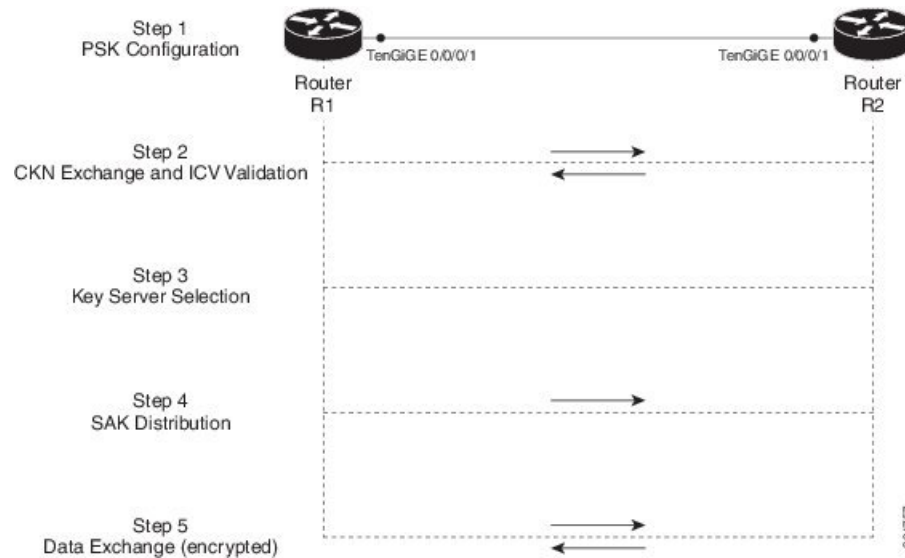 Step 1
PSK Configuration
TenGiGE 0/0/0/1
TenGiGE 0/0/0/1
Router
R1
Router
R2
Step 2
CKN Exchange and ICV Validation
Step 3
Key Server Selection
Step 4
SAK Distribution
Step 5
Data Exchange (encrypted)